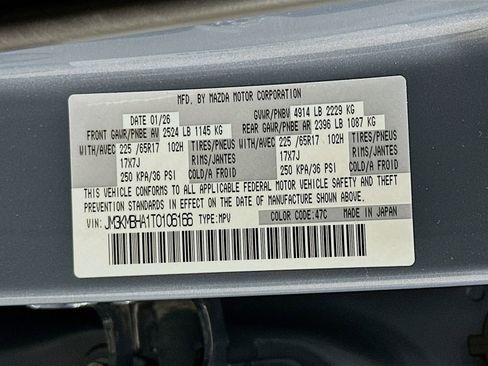 MFD. BY MAZDA MOTOR CORPORATION
DATE 01/26 GVWR/PNBV 4914 LB 2229 KG
FRONT GAWR/PNBE AV 2524 LB 1145 KG REAR GAWR/PNBE AR 2396 LB 1087 KG
WITH/AVEC 225 /65R17 102H TIRES/PNEUS WITH/AVEC 225 /65R17 102H TIRES/PNEUS
17X7J RIMS/JANTES 17X7J RIMS/JANTES
250 KPA/36 PSI COLD/A FROID 250 KPA/36 PSI COLD/A FROID
THIS VEHICLE CONFORMS TO ALL APPLICABLE FEDERAL MOTOR VEHICLE SAFETY, BUMPER, AND THEFT
PREVENTION STANDARDS IN EFFECT ON THE DATE OF MANUFACTURE SHOWN ABOVE.
VIN: JM3KMBHA1T0106166 TYPE:MPV COLOR CODE:47C MADE IN JAPAN